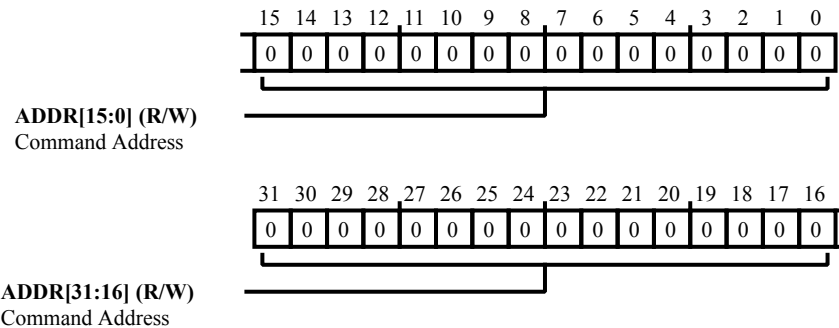 15 14 13 12 11 10 9 8 7 6 5 4 3 2 1 0
0 0 0 0 0 0 0 0 0 0 0 0 0 0 0 0
ADDR[15:0] (R/W)
Command Address
31 30 29 28 27 26 25 24 23 22 21 20 19 18 17 16
0 0 0 0 0 0 0 0 0 0 0 0 0 0 0 0
ADDR[31:16] (R/W)
Command Address